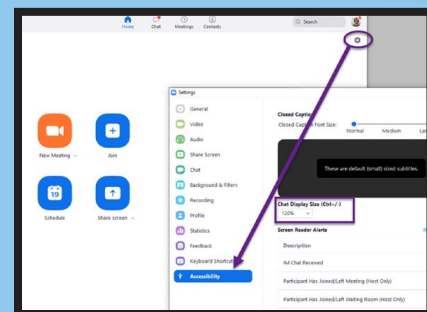 Home Chat Meetings Contacts
Search
New Meeting
Join
19
Schedule
Share screen
Settings
General
Video
Audio
Share Screen
Chat
Background & Filters
Recording
Profile
Statistics
Feedback
Keyboard Shortcut
Accessibility
Closed Caption
Closed Caption Font Size:
Normal Medium Lar
These are default (small) sized subtitles.
Chat Display Size (Ctrl+/-)
120%
Screen Reader Alerts
Description
IM Chat Received
Participant Has Joined/Left Meeting (Host Only)
Participant Has Joined/Left Waiting Room (Host Only)